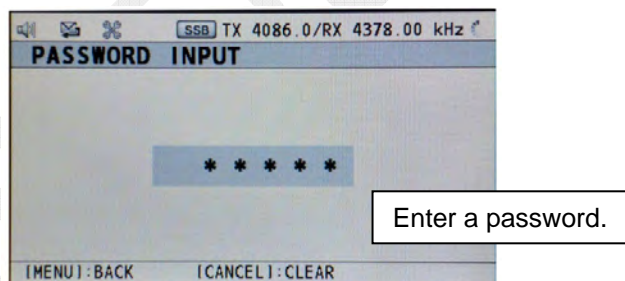 SSB TX 4086.0/RX 4378.00 kHz
PASSWORD INPUT
* * * * *
Enter a password.
[MENU]:BACK [CANCEL]:CLEAR